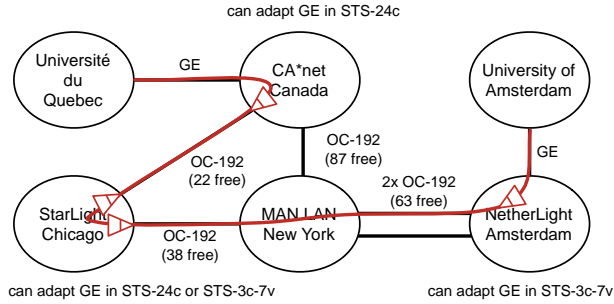 can adapt GE in STS-24c
Université
du
Quebec
GE
CA*net
Canada
University of
Amsterdam
OC-192
(22 free)
OC-192
(87 free)
GE
2x OC-192
(63 free)
StarLight
Chicago
MAN LAN
New York
NetherLight
Amsterdam
OC-192
(38 free)
can adapt GE in STS-24c or STS-3c-7v
can adapt GE in STS-3c-7v